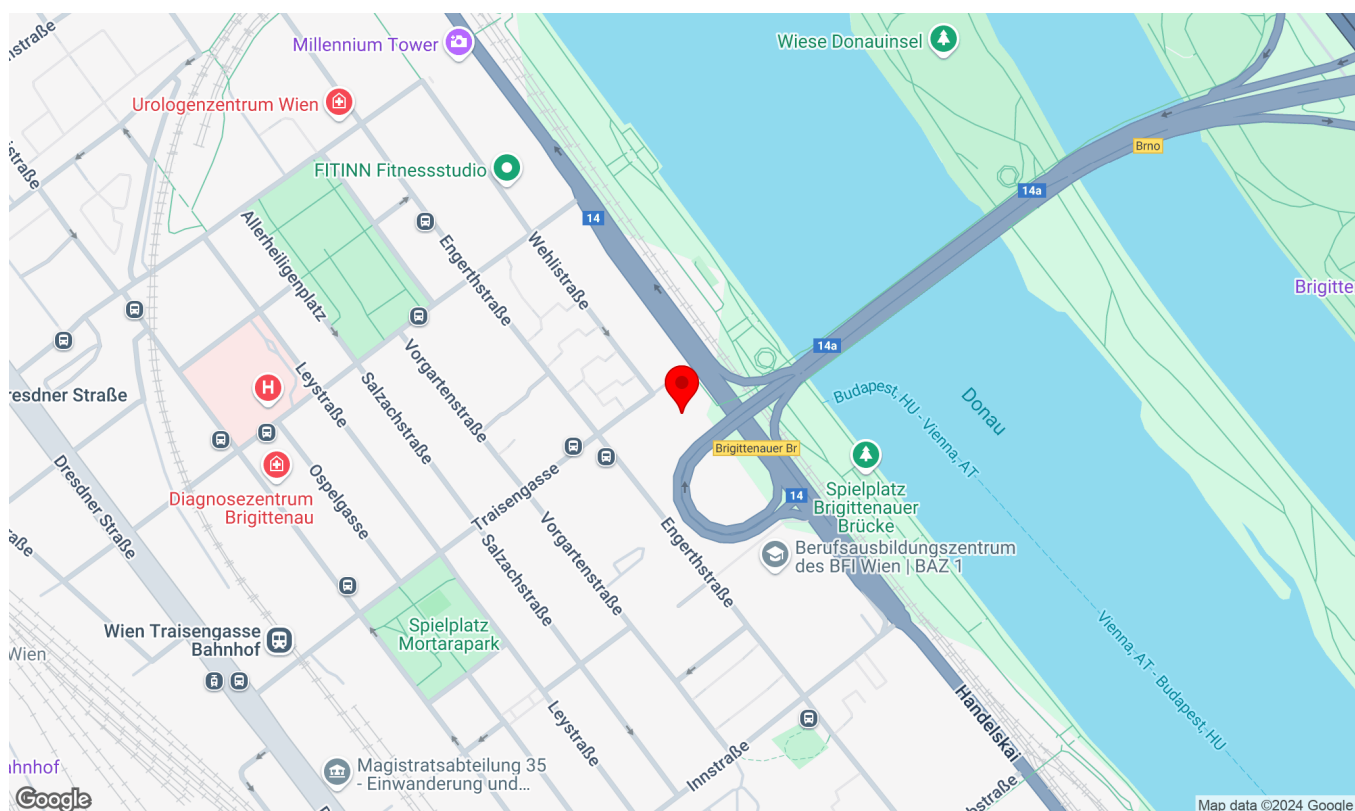 nstraße
Millennium Tower
Wiese Donauinsel
Urologenzentrum Wien
Brno
FITINN Fitnessstudio
14a
14
Allerheiligenplatz
Engerthstraße
Wehlistraße
Brigitte
14a
Dresdner Straße
Leystraße
Salzachstraße
Vorgartenstraße
H
Budapest, HU - Vienna, AT
Donau
Brigittenauer Br
Diagnosezentrum
Brigittenau
Dresdner Straße
Ospelgasse
Traisengasse
14
Spielplatz
Brigittenauer
Brücke
Salzachstraße
Vorgartenstraße
Engerthstraße
Berufsausbildungszentrum
des BFI Wien | BAZ 1
Wien Traisengasse
Bahnhof
Spielplatz
Mortarapark
Wien
Vienna, AT - Budapest, HU
Handelskai
Leystraße
Innstraße
hnhof
Magistratsabteilung 35
- Einwanderung und...
Google
Map data ©2024 Google